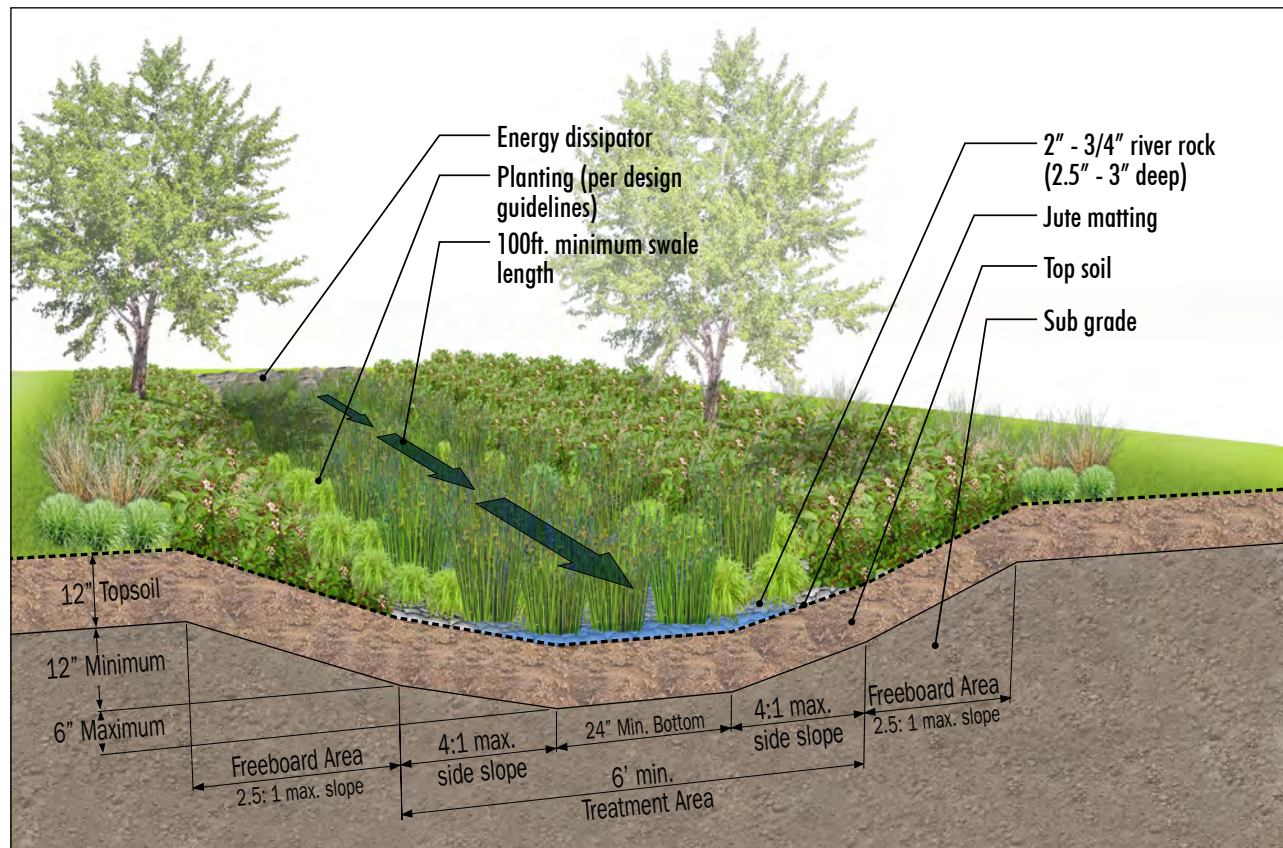 Energy dissipator
Planting (per design
guidelines)
100ft. minimum swale
length
2” - 3/4” river rock
(2.5” - 3” deep)
Jute matting
Top soil
Sub grade
12” Topsoil
12” Minimum
6” Maximum
Freeboard Area
2.5: 1 max. slope
4:1 max.
side slope
24” Min. Bottom
4:1 max.
side slope
Freeboard Area
2.5: 1 max. slope
6’ min.
Treatment Area